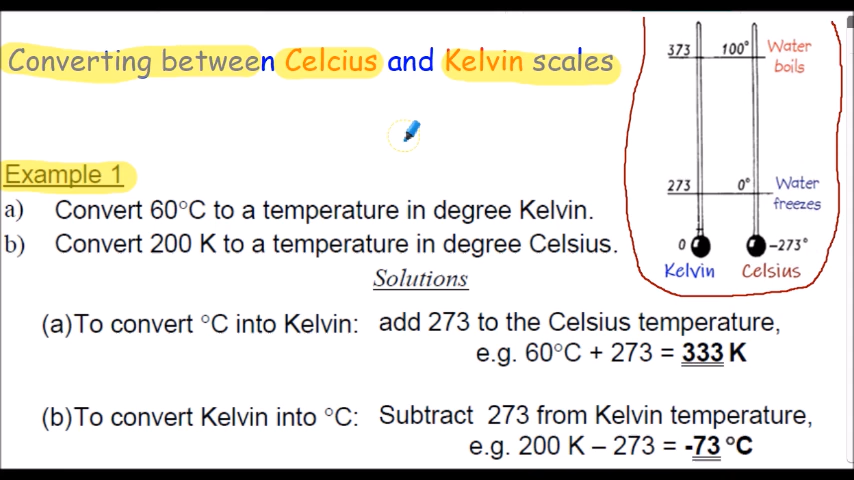 Converting between Celcius and Kelvin scales
Example 1
a) Convert 60°C to a temperature in degree Kelvin.
b) Convert 200 K to a temperature in degree Celsius.
Solutions
(a)To convert °C into Kelvin: add 273 to the Celsius temperature,
e.g. 60°C + 273 = 333 K
(b)To convert Kelvin into °C: Subtract 273 from Kelvin temperature,
e.g. 200 K – 273 = -73 °C
373 100° Water
boils
273 0° Water
freezes
0 –273°
Kelvin Celsius